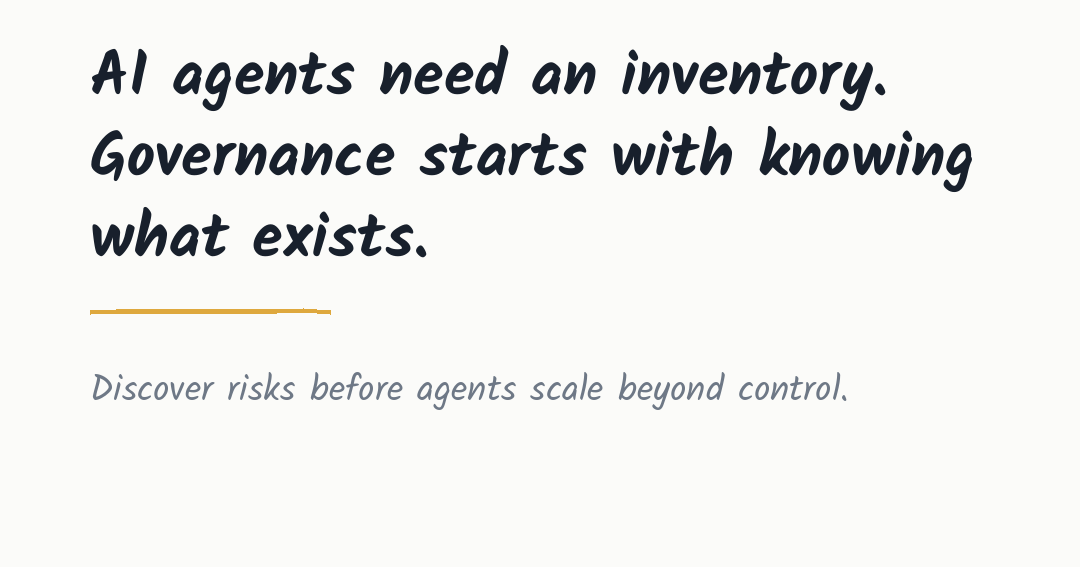 AI agents need an inventory.
Governance starts with knowing
what exists.
Discover risks before agents scale beyond control.